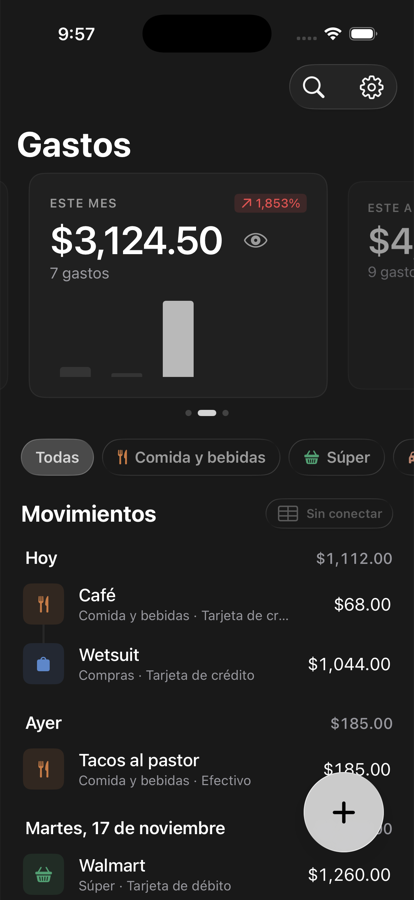 9:57
Gastos
ESTE MES
1,853%
$3,124.50
7 gastos
ESTE A
$4
9 gasto
Todas
Comida y bebidas
Súper
Movimientos
Sin conectar
Hoy
$1,112.00
Café
$68.00
Comida y bebidas · Tarjeta de cr...
Wetsuit
$1,044.00
Compras · Tarjeta de crédito
Ayer
$185.00
Tacos al pastor
$185.00
Comida y bebidas · Efectivo
Martes, 17 de noviembre
Walmart
$1,260.00
Súper · Tarjeta de débito